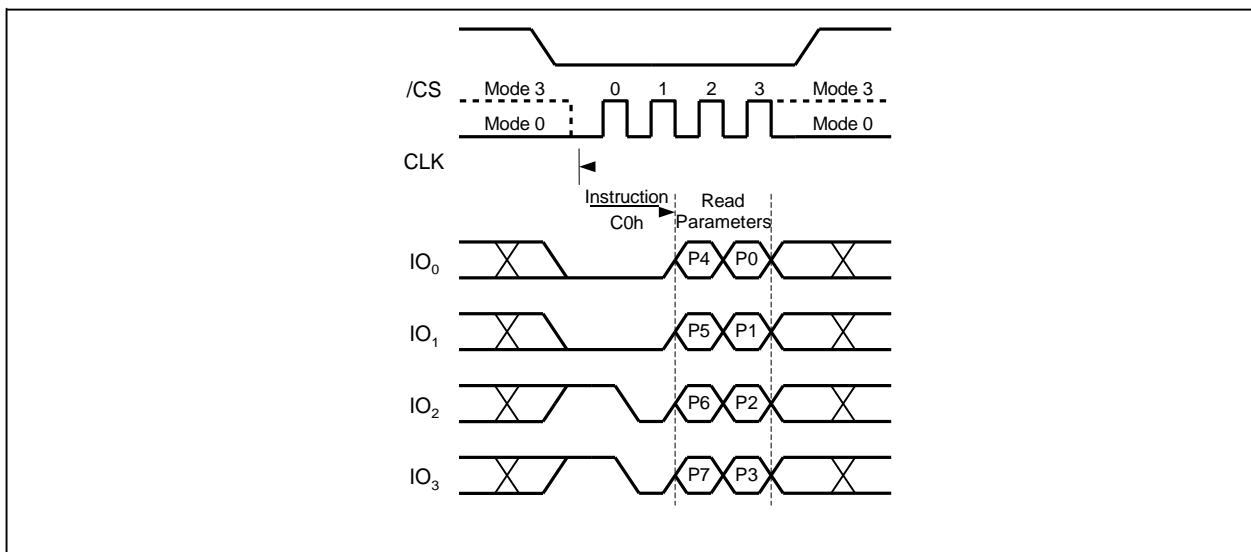 /CS
Mode 3 0 1 2 3 Mode 3
Mode 0 Mode 0
CLK
Instruction Read
C0h Parameters
IO0 P4 P0
IO1 P5 P1
IO2 P6 P2
IO3 P7 P3